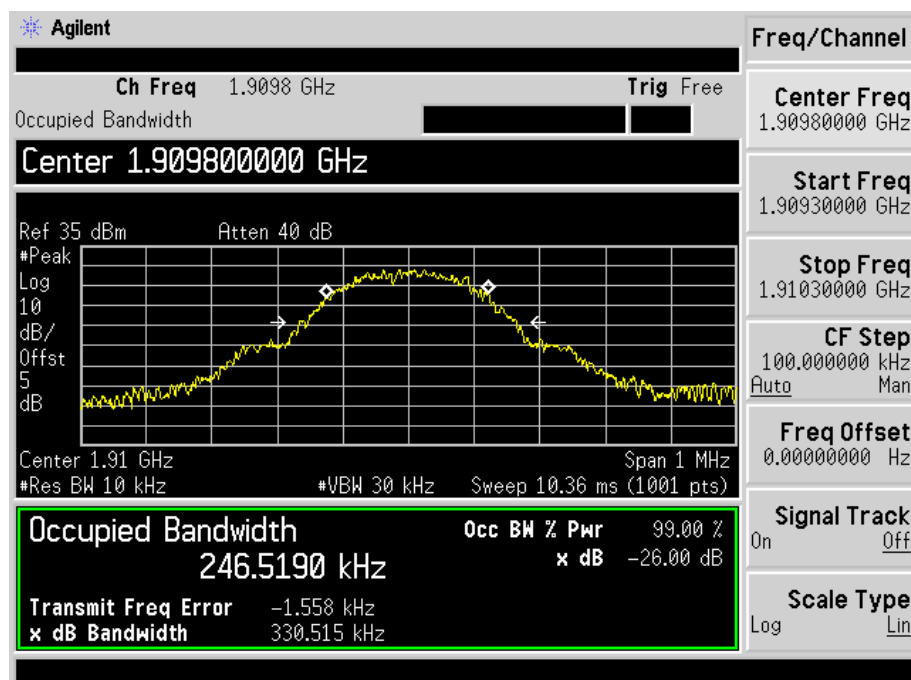 Agilent
Freq/Channel
Ch Freq 1.9098 GHz Trig Free
Occupied Bandwidth
Center 1.909800000 GHz
Ref 35 dBm Atten 40 dB
#Peak
Log
10
dB/
Offst
5
dB
Center 1.91 GHz Span 1 MHz
#Res BW 10 kHz #VBW 30 kHz Sweep 10.36 ms (1001 pts)
Occupied Bandwidth
246.5190 kHz
Occ BW % Pwr 99.00 %
x dB -26.00 dB
Transmit Freq Error -1.558 kHz
x dB Bandwidth 330.515 kHz
Center Freq
1.90980000 GHz
Start Freq
1.90930000 GHz
Stop Freq
1.91030000 GHz
CF Step
100.000000 kHz
Auto Man
Freq Offset
0.00000000 Hz
Signal Track
On Off
Scale Type
Log Lin